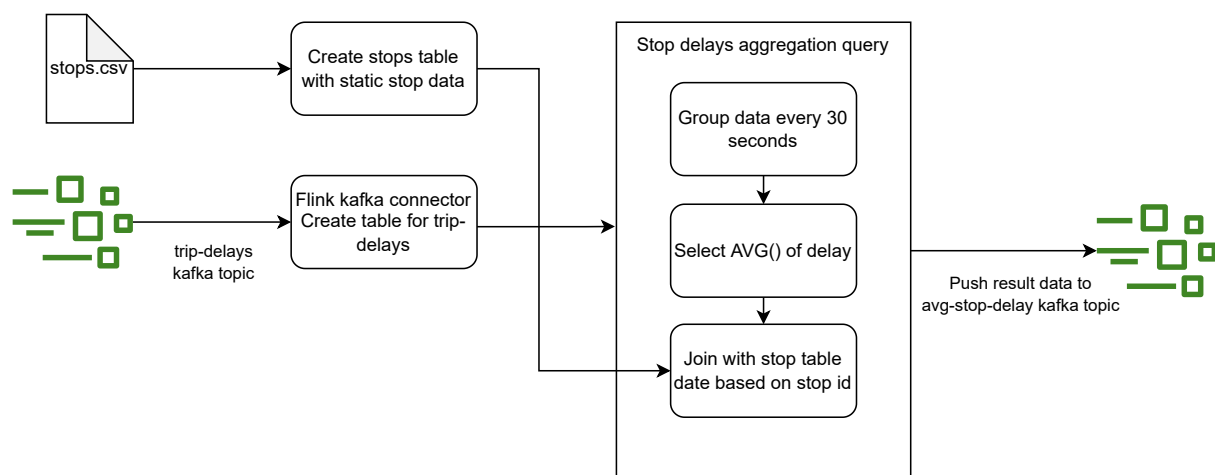 stops.csv
Create stops table
with static stop data
Stop delays aggregation query
Group data every 30
seconds
Flink kafka connector
Create table for trip-
delays
trip-delays
kafka topic
Select AVG() of delay
Push result data to
avg-stop-delay kafka topic
Join with stop table
date based on stop id